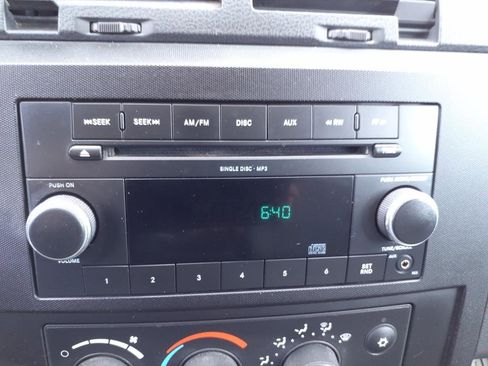 ⏮SEEK SEEK⏭ AM/FM DISC AUX ◀◀RW FF▶▶
SINGLE DISC · MP3
PUSH ON
6:40
VOLUME
TUNE/SCROLL
1 2 3 4 5 6 SET RND
AUX